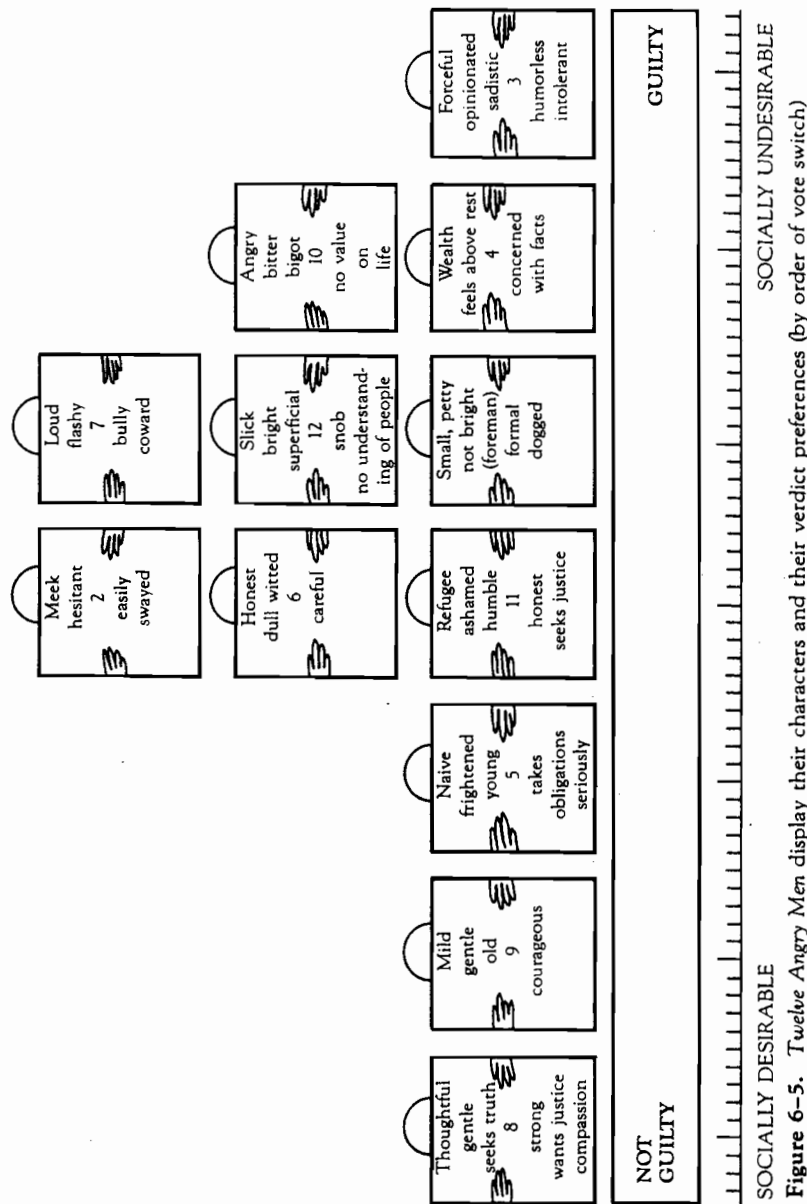 Meek
hesitant
2
easily
swayed
Loud
flashy
7
bully
coward
Honest
dull witted
6
careful
Slick
bright
superficial
12
snob
no understand-
ing of people
Angry
bitter
bigot
10
no value
on
life
Thoughtful
gentle
seeks truth
8
strong
wants justice
compassion
Mild
gentle
old
9
courageous
Naive
frightened
young
5
takes
obligations
seriously
Refugee
ashamed
humble
11
honest
seeks justice
Small, petty
not bright
(foreman)
formal
dogged
Wealth
feels above rest
4
concerned
with facts
Forceful
opinionated
sadistic
3
humorless
intolerant
NOT
GUILTY
GUILTY
SOCIALLY DESIRABLE
SOCIALLY UNDESIRABLE
Figure 6–5. Twelve Angry Men display their characters and their verdict preferences (by order of vote switch)